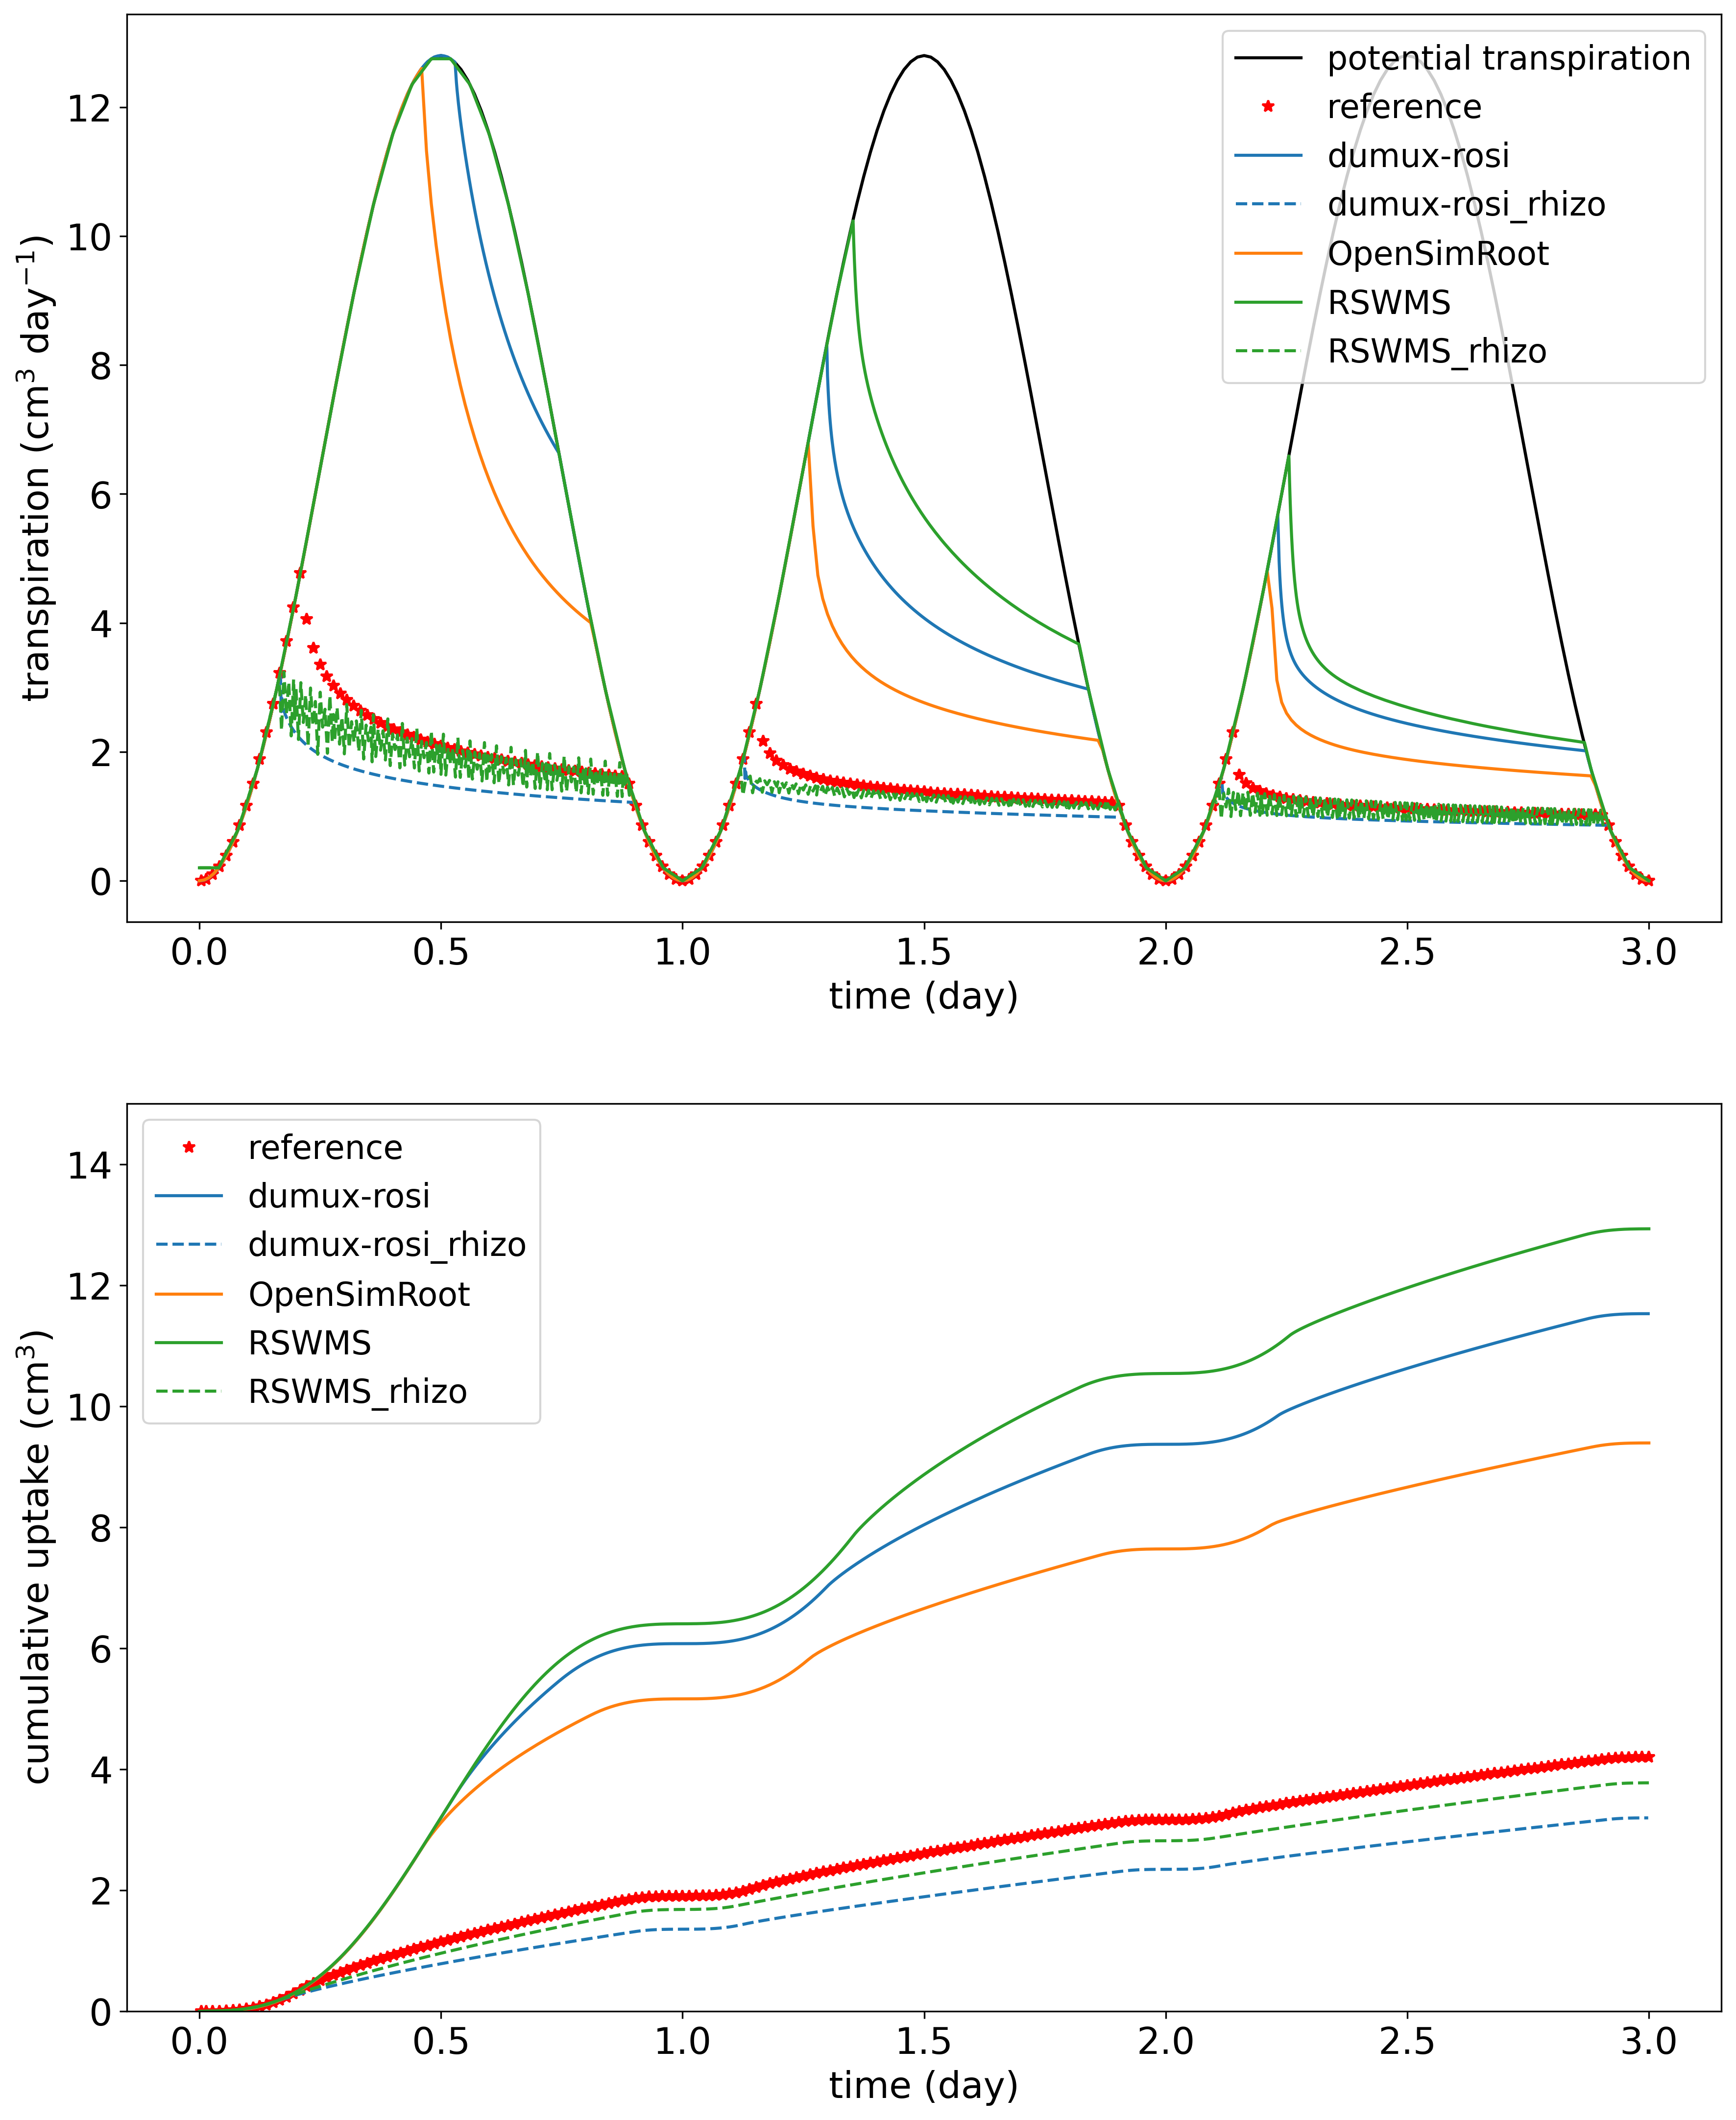 transpiration (cm³ day⁻¹)
12
10
8
6
4
2
0
potential transpiration
reference
dumux-rosi
dumux-rosi_rhizo
OpenSimRoot
RSWMS
RSWMS_rhizo
0.0 0.5 1.0 1.5 2.0 2.5 3.0
time (day)
cumulative uptake (cm³)
14
12
10
8
6
4
2
0
reference
dumux-rosi
dumux-rosi_rhizo
OpenSimRoot
RSWMS
RSWMS_rhizo
0.0 0.5 1.0 1.5 2.0 2.5 3.0
time (day)